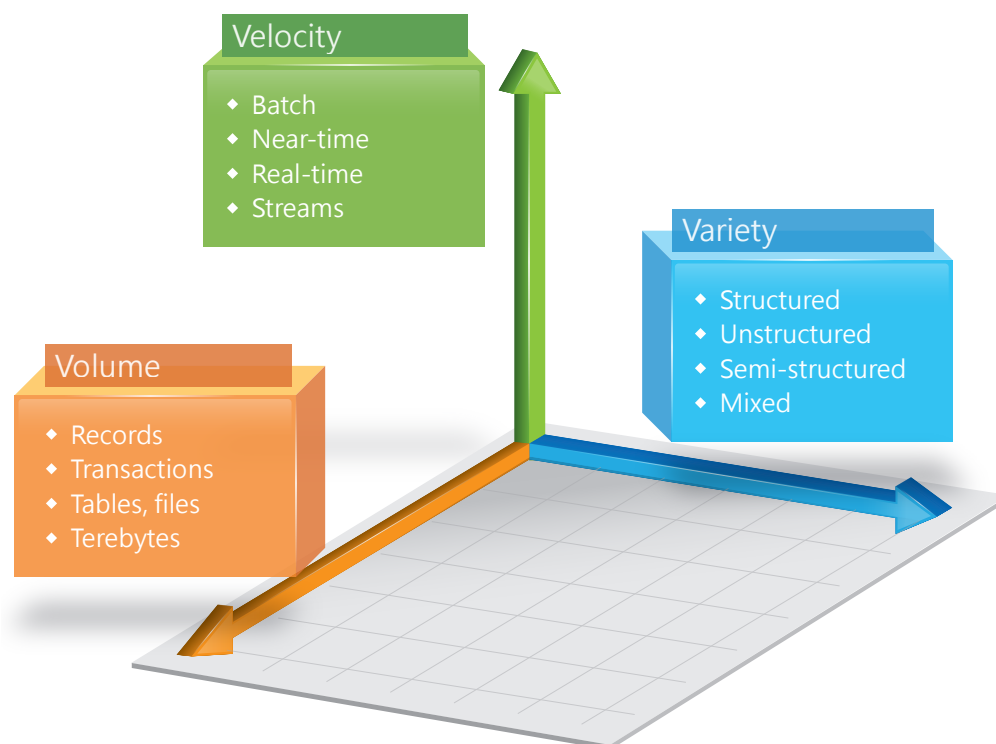 Velocity
Batch
Near-time
Real-time
Streams
Variety
Structured
Unstructured
Semi-structured
Mixed
Volume
Records
Transactions
Tables, files
Terebytes